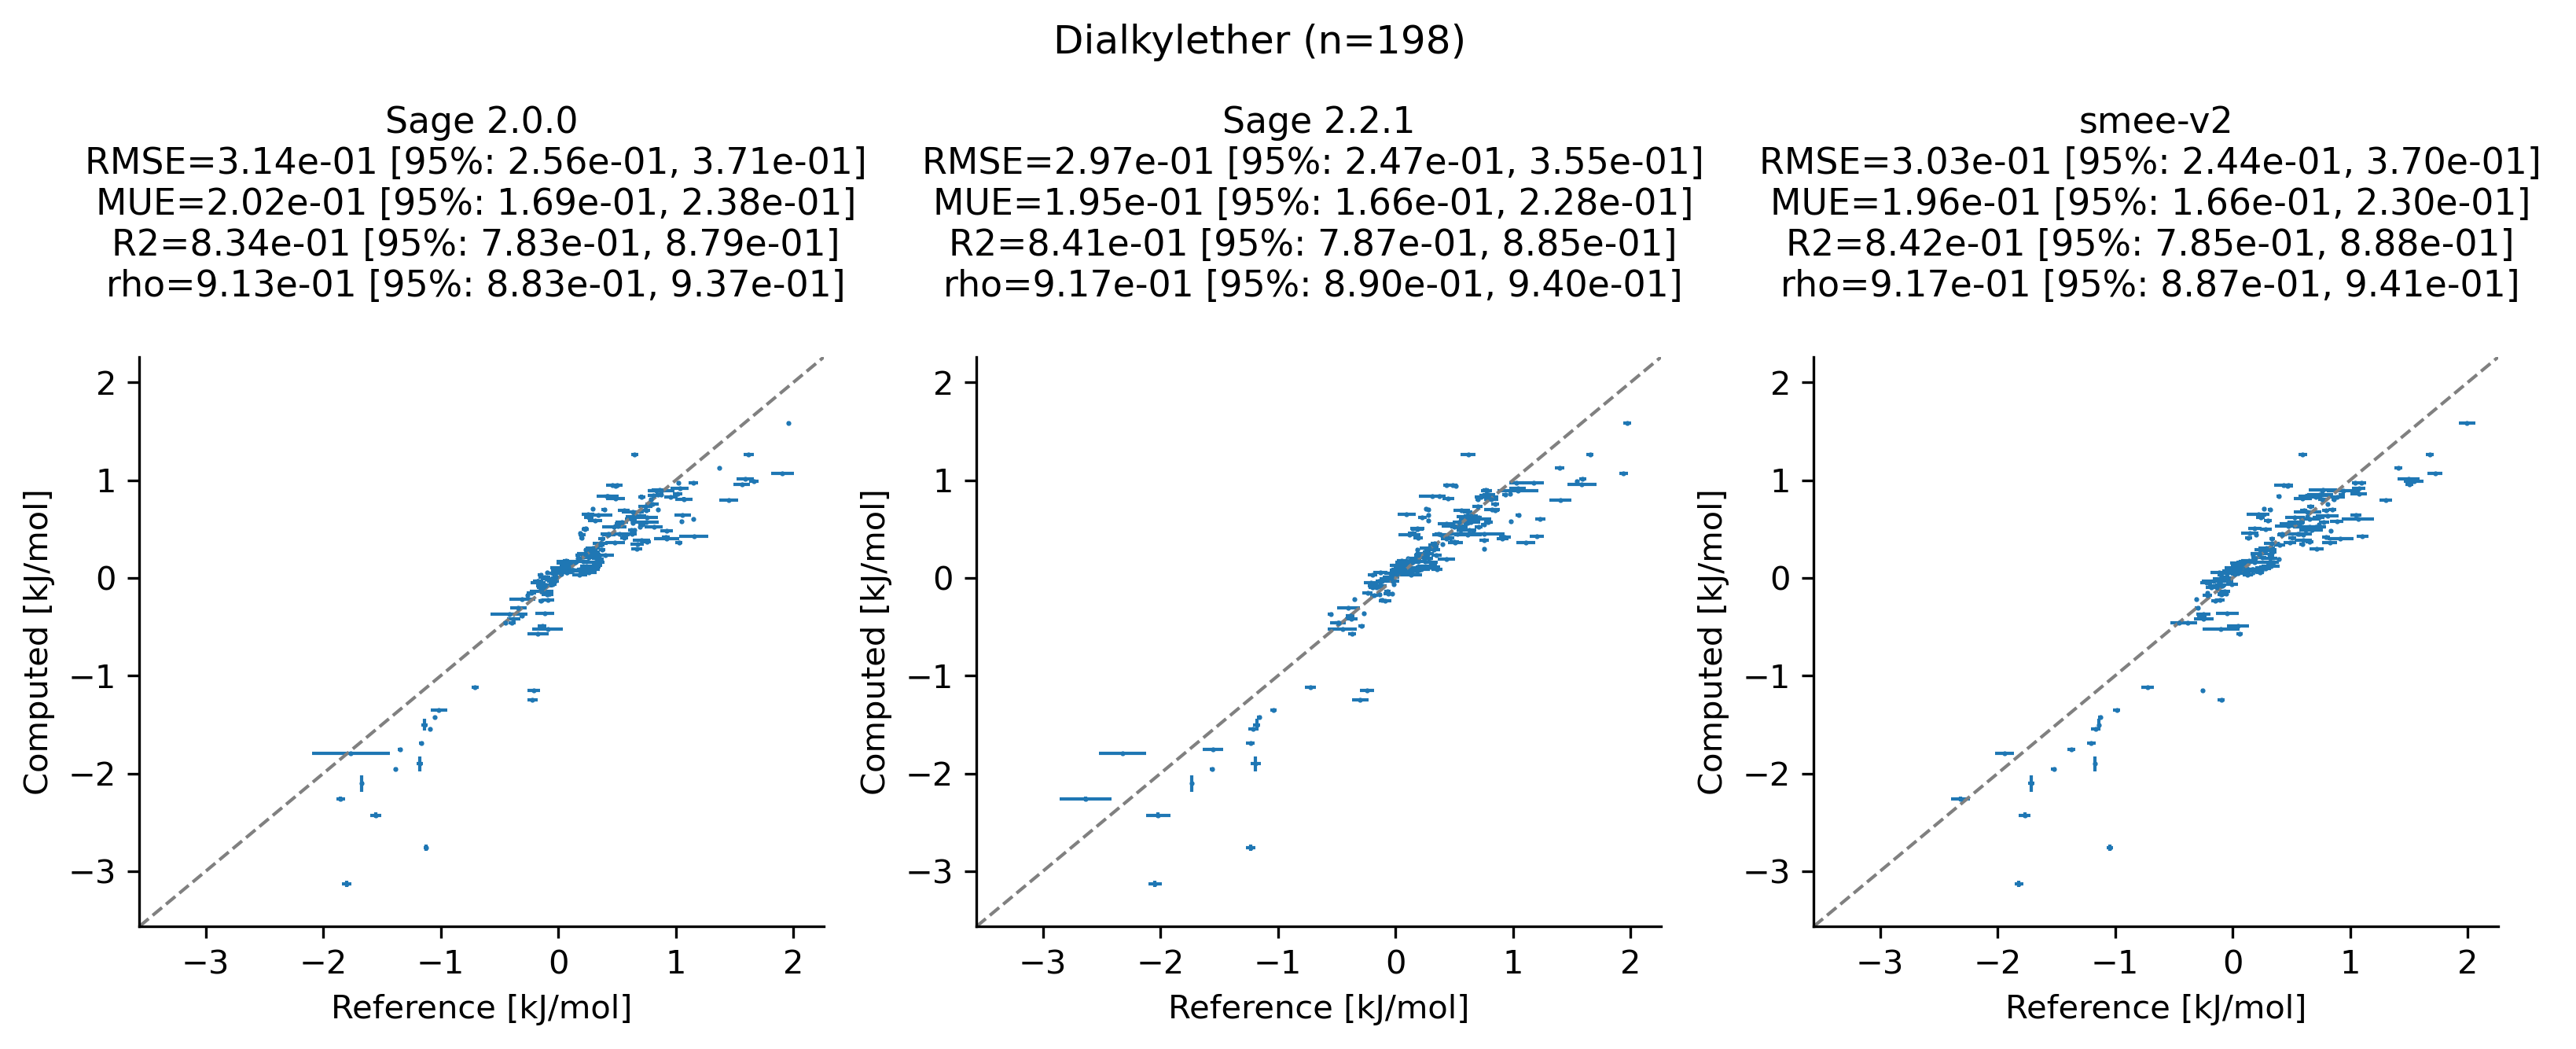 Dialkylether (n=198)
Sage 2.0.0
RMSE=3.14e-01 [95%: 2.56e-01, 3.71e-01]
MUE=2.02e-01 [95%: 1.69e-01, 2.38e-01]
R2=8.34e-01 [95%: 7.83e-01, 8.79e-01]
rho=9.13e-01 [95%: 8.83e-01, 9.37e-01]
2
1
0
−1
−2
−3
Computed [kJ/mol]
−3 −2 −1 0 1 2
Reference [kJ/mol]
Sage 2.2.1
RMSE=2.97e-01 [95%: 2.47e-01, 3.55e-01]
MUE=1.95e-01 [95%: 1.66e-01, 2.28e-01]
R2=8.41e-01 [95%: 7.87e-01, 8.85e-01]
rho=9.17e-01 [95%: 8.90e-01, 9.40e-01]
2
1
0
−1
−2
−3
Computed [kJ/mol]
−3 −2 −1 0 1 2
Reference [kJ/mol]
smee-v2
RMSE=3.03e-01 [95%: 2.44e-01, 3.70e-01]
MUE=1.96e-01 [95%: 1.66e-01, 2.30e-01]
R2=8.42e-01 [95%: 7.85e-01, 8.88e-01]
rho=9.17e-01 [95%: 8.87e-01, 9.41e-01]
2
1
0
−1
−2
−3
Computed [kJ/mol]
−3 −2 −1 0 1 2
Reference [kJ/mol]